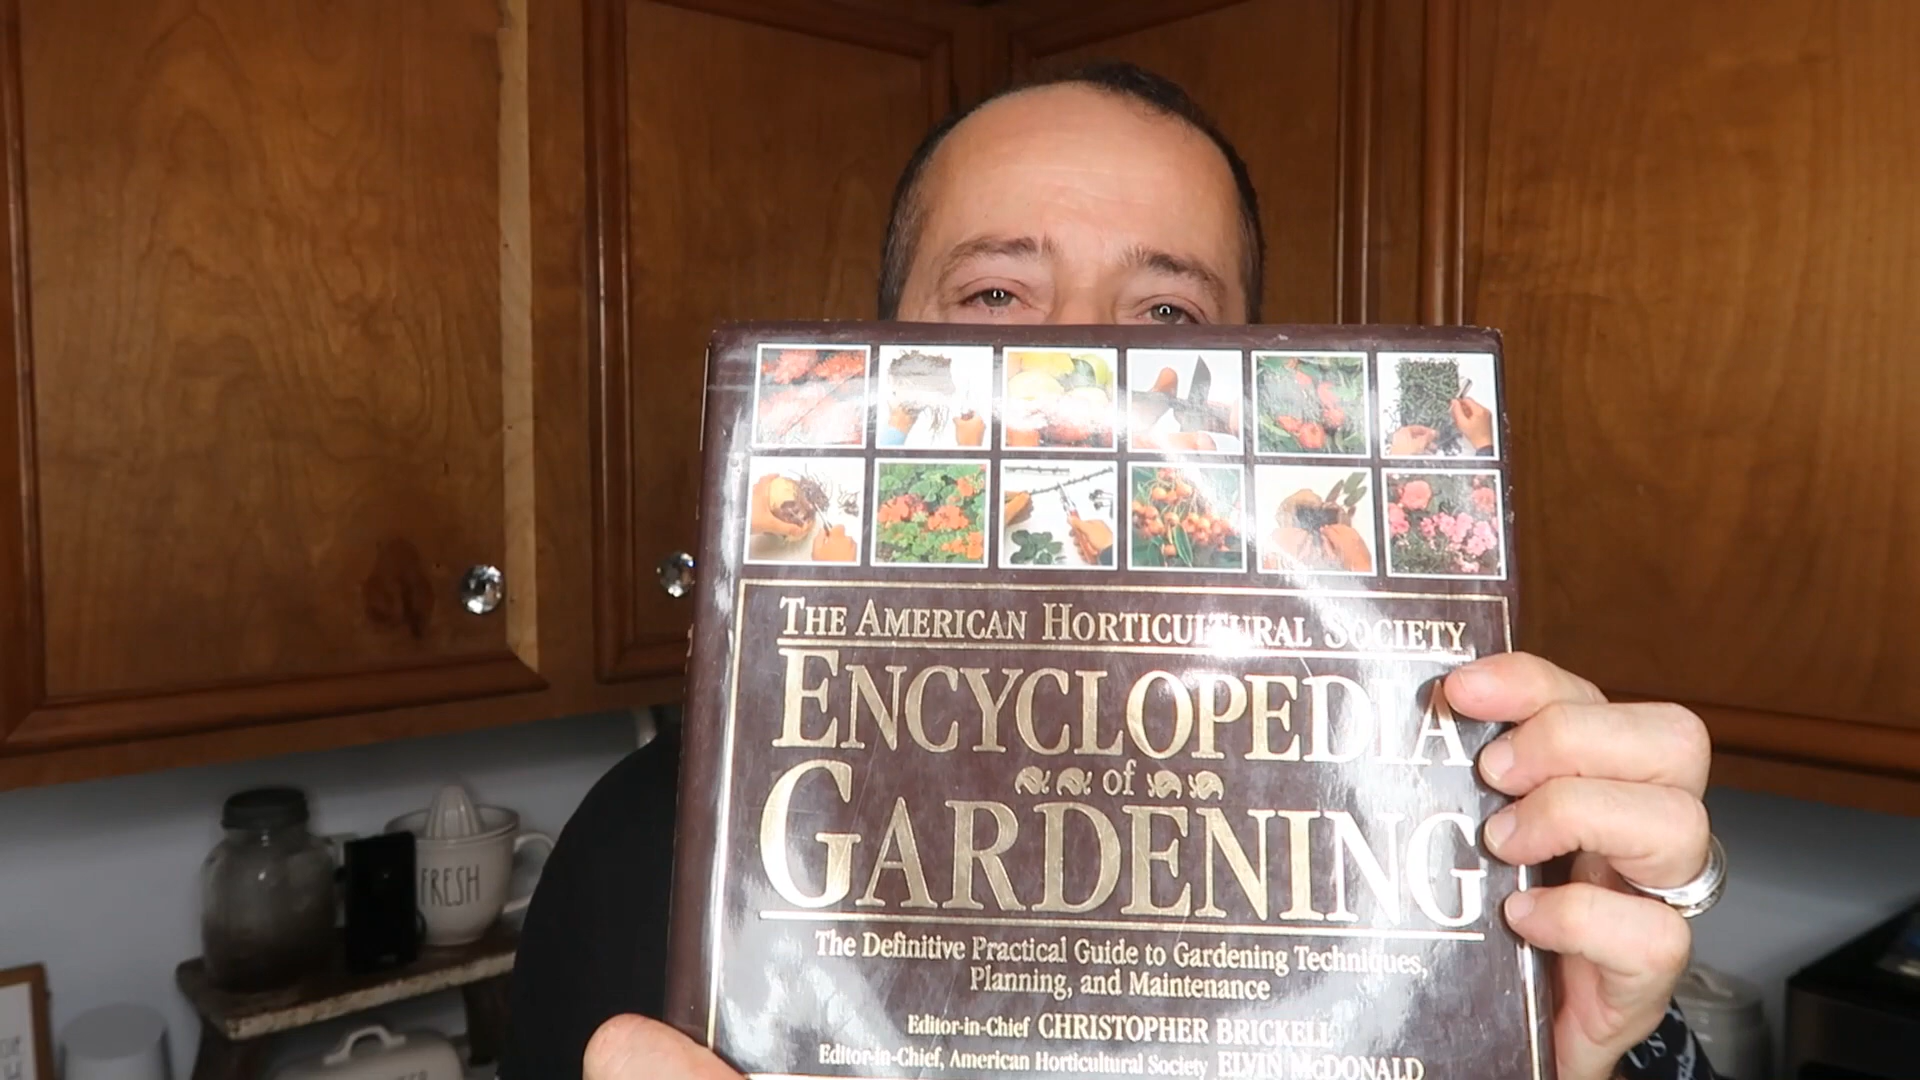 THE AMERICAN HORTICULTURAL SOCIETY
ENCYCLOPEDIA
of
GARDENING
The Definitive Practical Guide to Gardening Techniques,
Planning, and Maintenance
Editor-in-Chief CHRISTOPHER BRICKELL
Editor-in-Chief, American Horticultural Society ELVIN McDONALD
FRESH